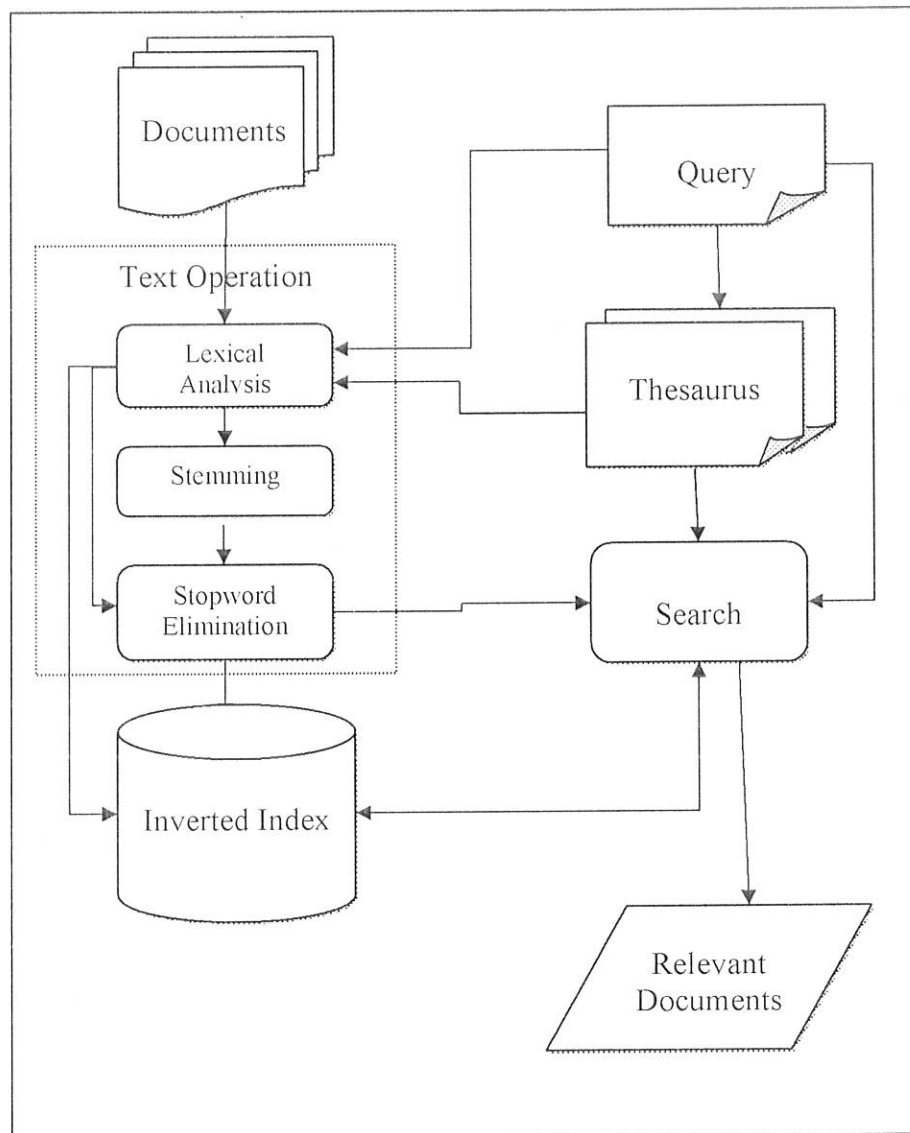 Documents
Query
Text Operation
Lexical
Analysis
Thesaurus
Stemming
Stopword
Elimination
Search
Inverted Index
Relevant
Documents